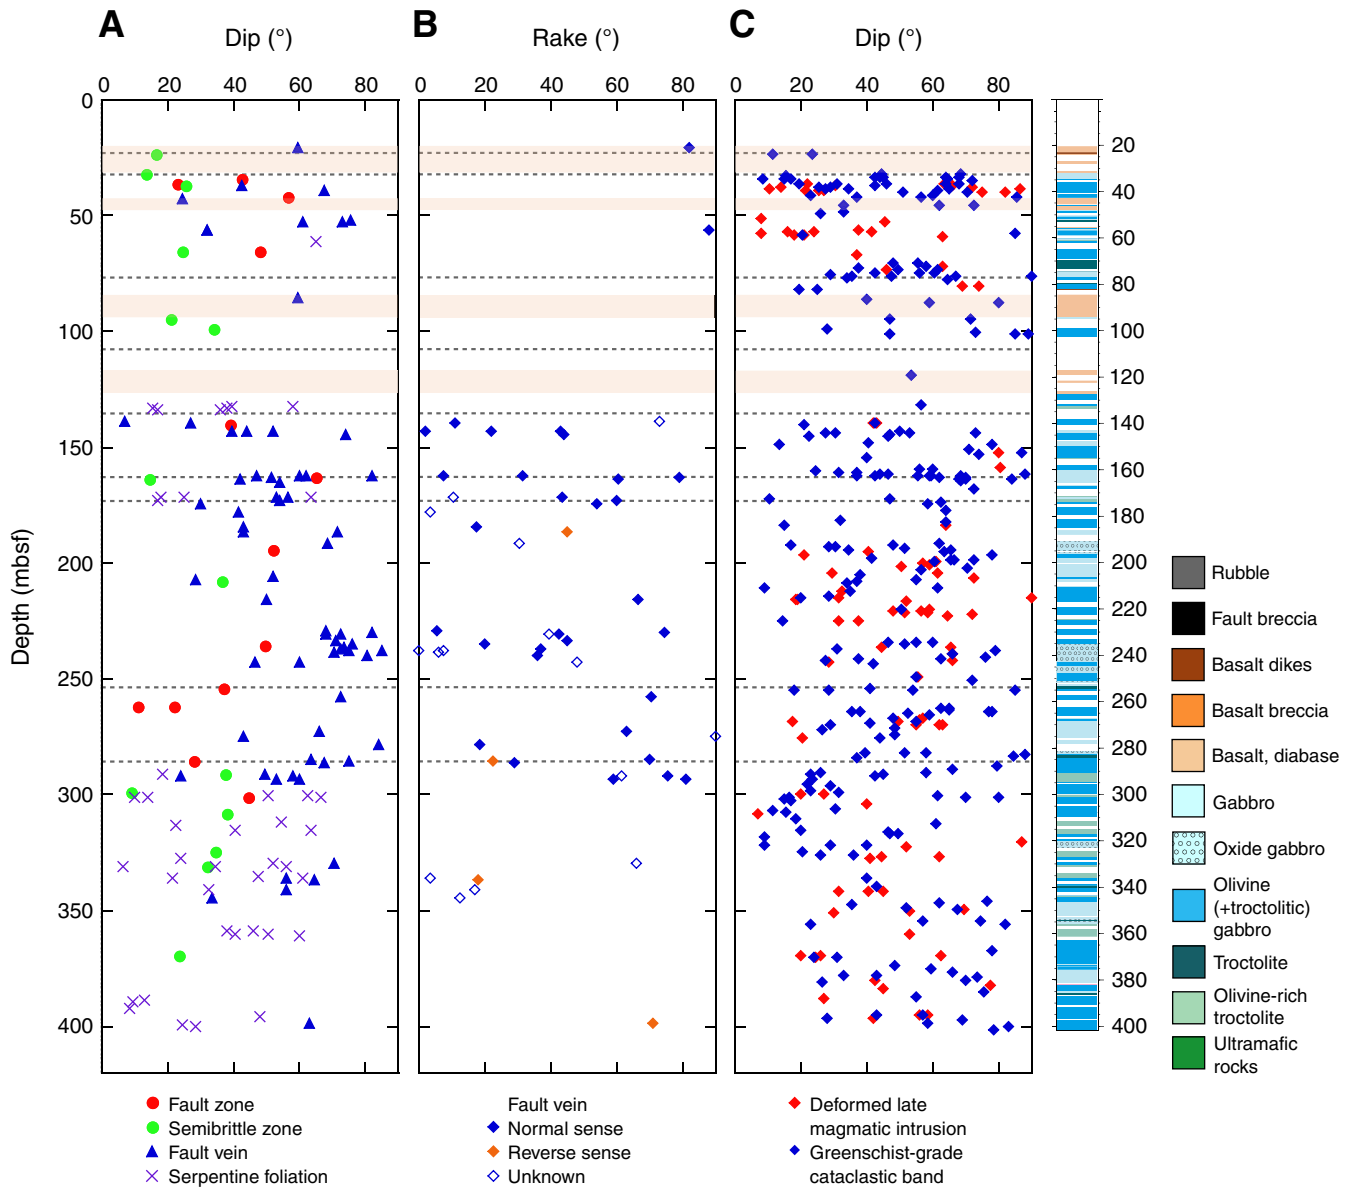 A
B
C
Dip (°)
Rake (°)
Dip (°)
0 20 40 60 80
0 20 40 60 80
0 20 40 60 80
Depth (mbsf)
0
50
100
150
200
250
300
350
400
20
40
60
80
100
120
140
160
180
200
220
240
260
280
300
320
340
360
380
400
Rubble
Fault breccia
Basalt dikes
Basalt breccia
Basalt, diabase
Gabbro
Oxide gabbro
Olivine
(+troctolitic)
gabbro
Troctolite
Olivine-rich
troctolite
Ultramafic
rocks
Fault zone
Semibrittle zone
Fault vein
Serpentine foliation
Fault vein
Normal sense
Reverse sense
Unknown
Deformed late
magmatic intrusion
Greenschist-grade
cataclastic band